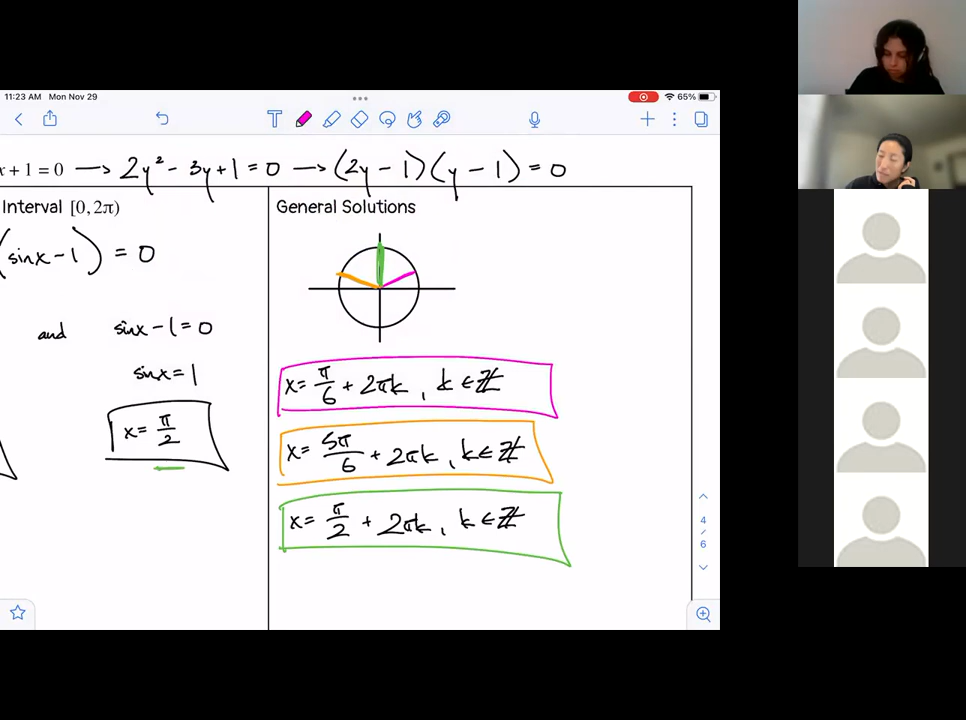 11:23 AM Mon Nov 29
65%
x + 1 = 0 → 2y² - 3y + 1 = 0 → (2y - 1)(y - 1) = 0
Interval [0, 2π)
(sinx - 1) = 0
and
sinx - 1 = 0
sinx = 1
x = π/2
General Solutions
x = π/6 + 2πk, k ∈ ℤ
x = 5π/6 + 2πk, k ∈ ℤ
x = π/2 + 2πk, k ∈ ℤ
4
/
6